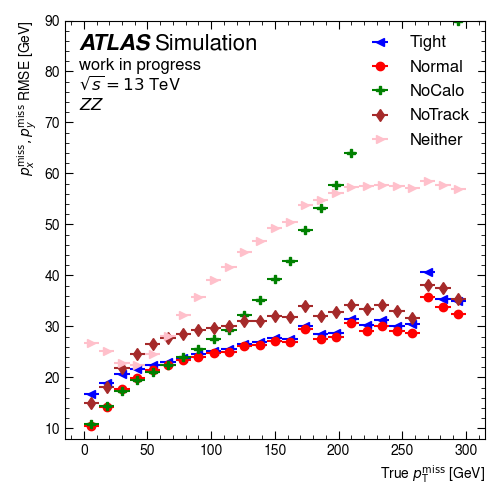 ATLAS Simulation
work in progress
√s = 13 TeV
ZZ
Tight
Normal
NoCalo
NoTrack
Neither
p_x^miss, p_y^miss RMSE [GeV]
90
80
70
60
50
40
30
20
10
0 50 100 150 200 250 300
True p_T^miss [GeV]